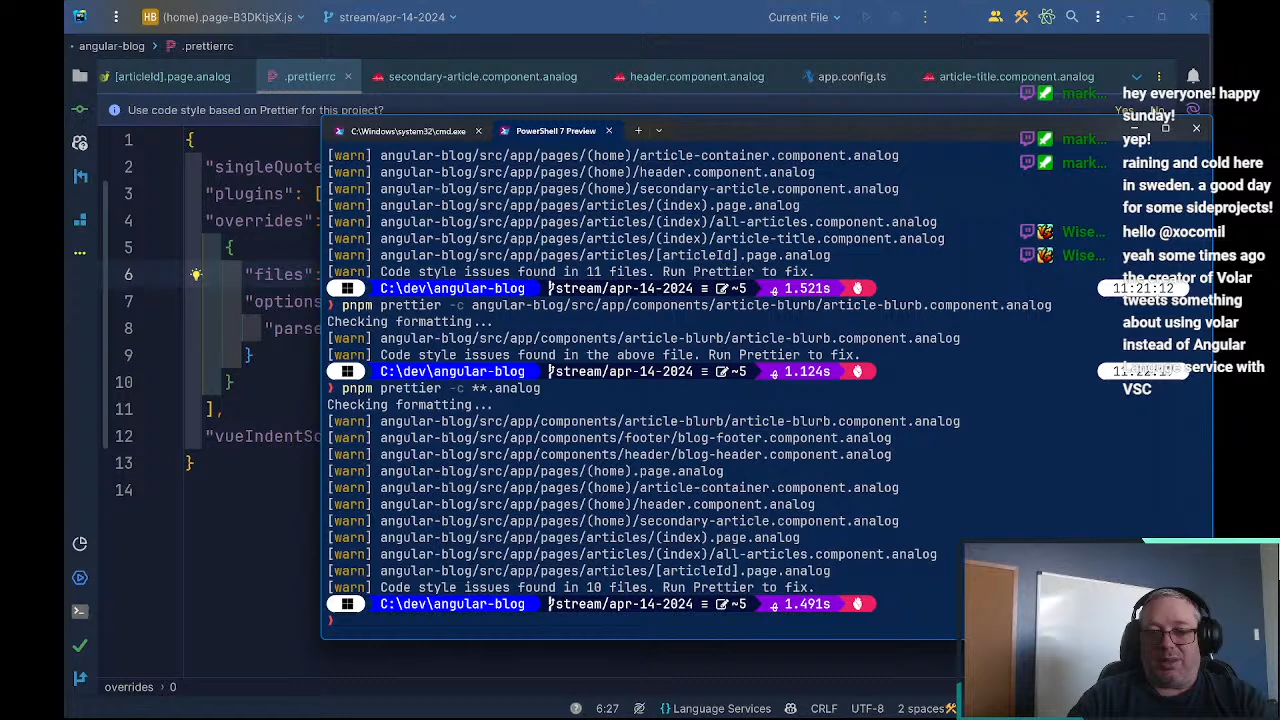 HB (home).page-B3DKtjsX.js
stream/apr-14-2024
Current File
angular-blog
.prettierrc
[articleId].page.analog
.prettierrc
secondary-article.component.analog
header.component.analog
app.config.ts
article-title.component.analog
Use code style based on Prettier for this project?
1 {
2 "singleQuote
3 "plugins": [
4 "overrides":
5 {
6 "files":
7 "options
8 "parse
9 }
10 }
11 ],
12 "vueIndentSc
13 }
14
C:\Windows\system32\cmd.exe
PowerShell 7 Preview
[warn] angular-blog/src/app/pages/(home)/article-container.component.analog
[warn] angular-blog/src/app/pages/(home)/header.component.analog
[warn] angular-blog/src/app/pages/(home)/secondary-article.component.analog
[warn] angular-blog/src/app/pages/articles/(index).page.analog
[warn] angular-blog/src/app/pages/articles/(index)/all-articles.component.analog
[warn] angular-blog/src/app/pages/articles/(index)/article-title.component.analog
[warn] angular-blog/src/app/pages/articles/[articleId].page.analog
[warn] Code style issues found in 11 files. Run Prettier to fix.
C:\dev\angular-blog stream/apr-14-2024 ≡ ~5 1.521s 11:21:12
❯ pnpm prettier -c angular-blog/src/app/components/article-blurb/article-blurb.component.analog
Checking formatting...
[warn] angular-blog/src/app/components/article-blurb/article-blurb.component.analog
[warn] Code style issues found in the above file. Run Prettier to fix.
C:\dev\angular-blog stream/apr-14-2024 ≡ ~5 1.124s
❯ pnpm prettier -c **.analog
Checking formatting...
[warn] angular-blog/src/app/components/article-blurb/article-blurb.component.analog
[warn] angular-blog/src/app/components/footer/blog-footer.component.analog
[warn] angular-blog/src/app/components/header/blog-header.component.analog
[warn] angular-blog/src/app/pages/(home).page.analog
[warn] angular-blog/src/app/pages/(home)/article-container.component.analog
[warn] angular-blog/src/app/pages/(home)/header.component.analog
[warn] angular-blog/src/app/pages/(home)/secondary-article.component.analog
[warn] angular-blog/src/app/pages/articles/(index).page.analog
[warn] angular-blog/src/app/pages/articles/(index)/all-articles.component.analog
[warn] angular-blog/src/app/pages/articles/[articleId].page.analog
[warn] Code style issues found in 10 files. Run Prettier to fix.
C:\dev\angular-blog stream/apr-14-2024 ≡ ~5 1.491s
❯
mark... hey everyone! happy
sunday!
mark... yep!
mark... raining and cold here
in sweden. a good day
for some sideprojects!
Wise... hello @xocomil
Wise... yeah some times ago
the creator of Volar
tweets something
about using volar
instead of Angular
service with
VSC
overrides
0
6:27
Language Services
CRLF
UTF-8
2 spaces